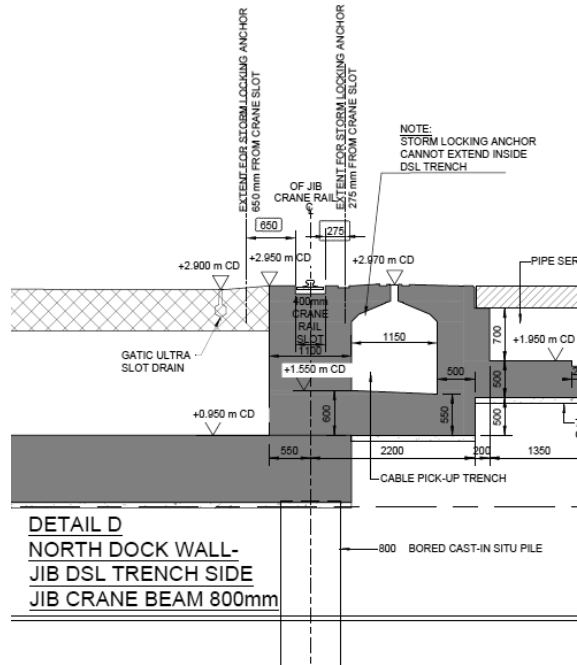 EXTENT FOR STORM LOCKING ANCHOR
650 mm FROM CRANE SLOT
EXTENT FOR STORM LOCKING ANCHOR
275 mm FROM CRANE SLOT
NOTE:
STORM LOCKING ANCHOR
CANNOT EXTEND INSIDE
DSL TRENCH
OF JIB
CRANE RAIL
650
275
+2.900 m CD
+2.950 m CD
+2.970 m CD
PIPE SER
400mm
CRANE
RAIL
SLOT
1100
1150
700
GATIC ULTRA
SLOT DRAIN
+1.550 m CD
+1.950 m CD
500
500
600
550
500
+0.950 m CD
550
2200
200
1350
CABLE PICK-UP TRENCH
DETAIL D
NORTH DOCK WALL-
JIB DSL TRENCH SIDE
JIB CRANE BEAM 800mm
800 BORED CAST-IN SITU PILE